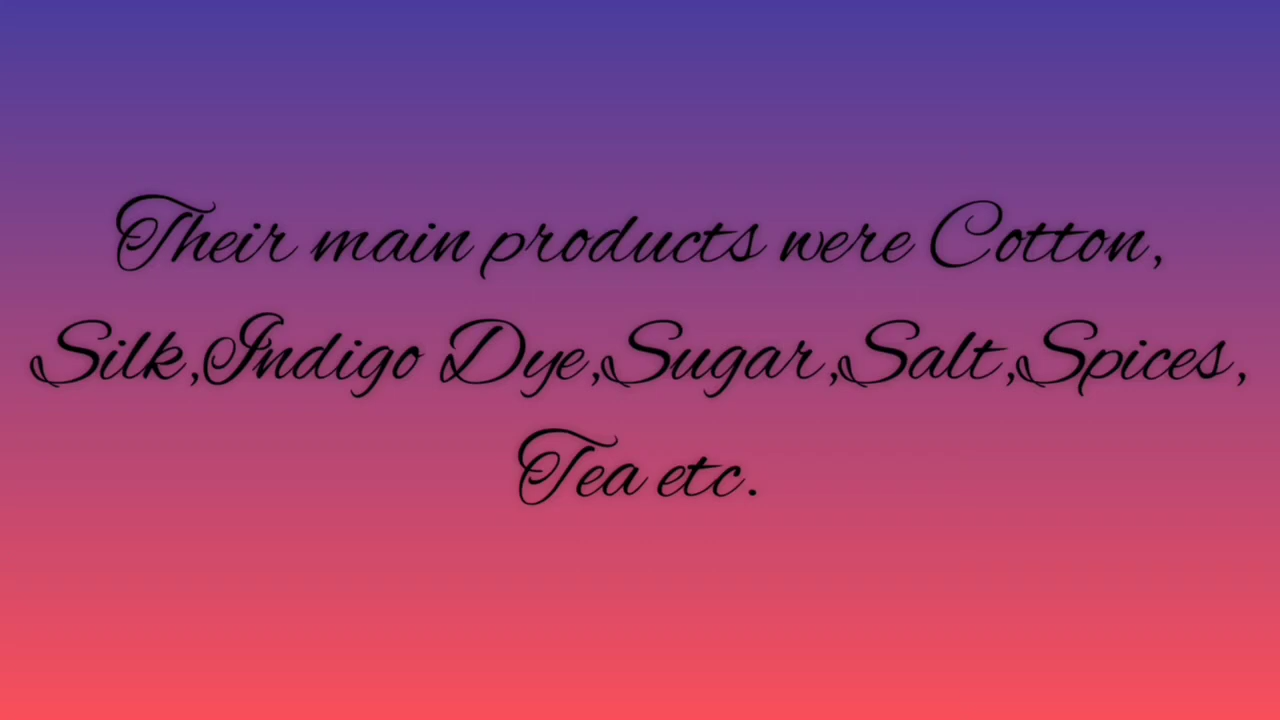 Their main products were Cotton,
Silk,Indigo Dye,Sugar,Salt,Spices,
Tea etc.